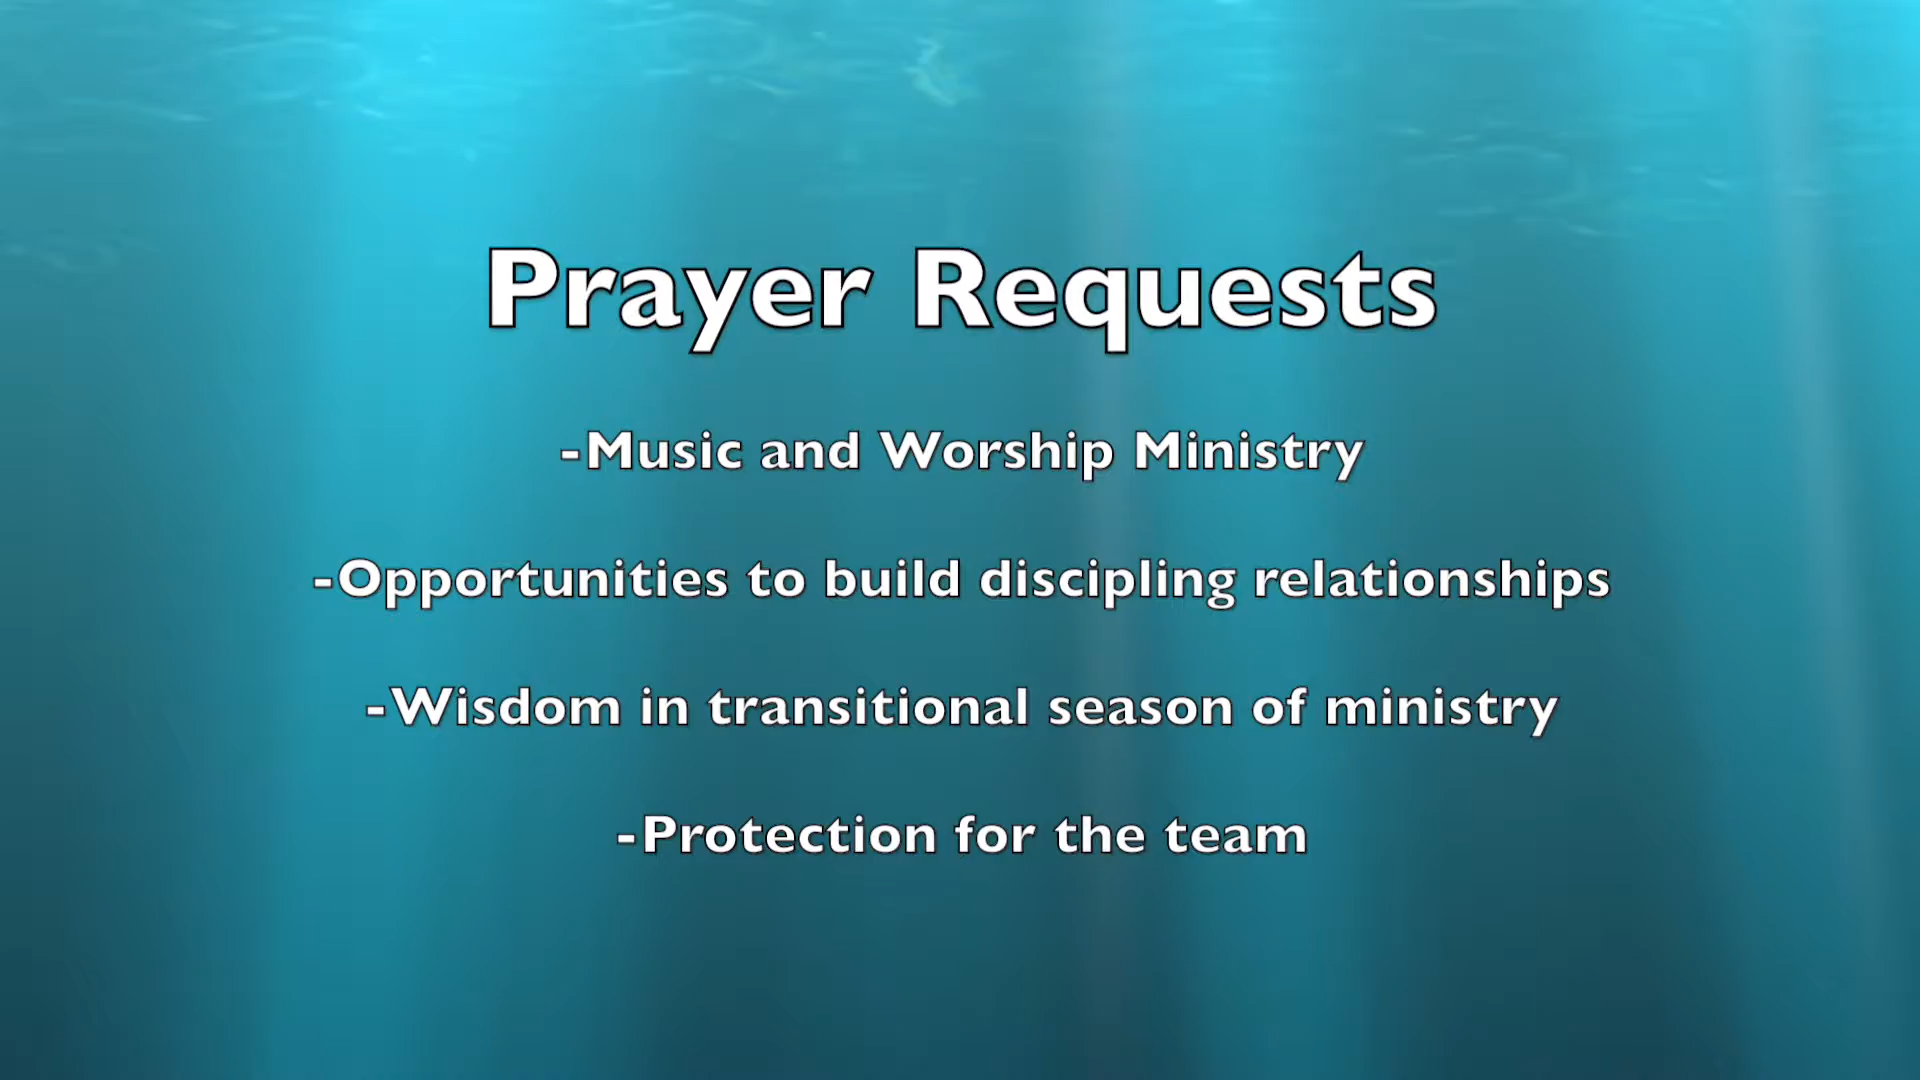 Prayer Requests
-Music and Worship Ministry
-Opportunities to build discipling relationships
-Wisdom in transitional season of ministry
-Protection for the team